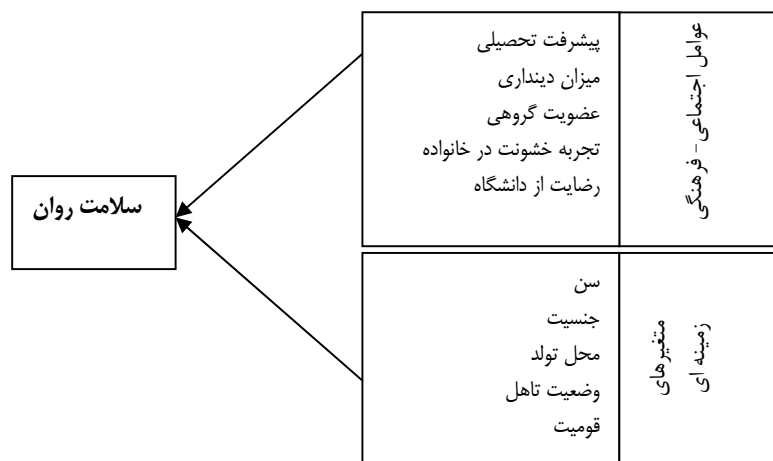 عوامل اجتماعی - فرهنگی
پیشرفت تحصیلی
میزان دینداری
عضویت گروهی
تجربه خشونت در خانواده
رضایت از دانشگاه
سلامت روان
متغیرهای
زمینه ای
سن
جنسیت
محل تولد
وضعیت تاهل
قومیت